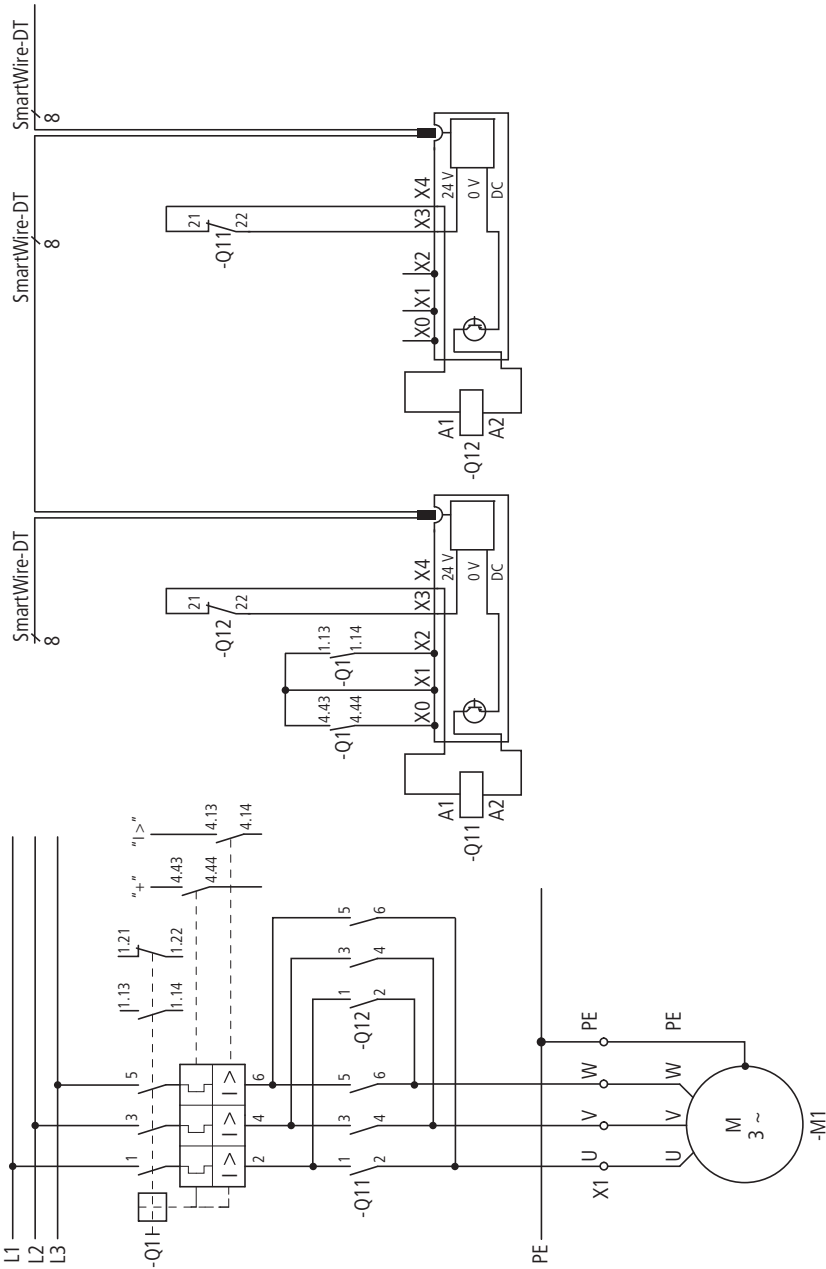 L1
L2
L3
-Q1
1
3
5
1.13
1.14
1.21
1.22
"+"
4.43
4.44
"I >"
4.13
4.14
I >
I >
I >
2
4
6
-Q11
1
2
3
4
5
6
-Q12
1
2
3
4
5
6
PE
X1
U
V
W
PE
U
V
W
PE
M
3 ~
-M1
SmartWire-DT
8
-Q12
21
22
-Q1
4.43
4.44
-Q1
1.13
1.14
X0
X1
X2
X3
X4
24 V
0 V
DC
A1
A2
-Q11
SmartWire-DT
8
SmartWire-DT
8
-Q11
21
22
X0
X1
X2
X3
X4
24 V
0 V
DC
A1
A2
-Q12